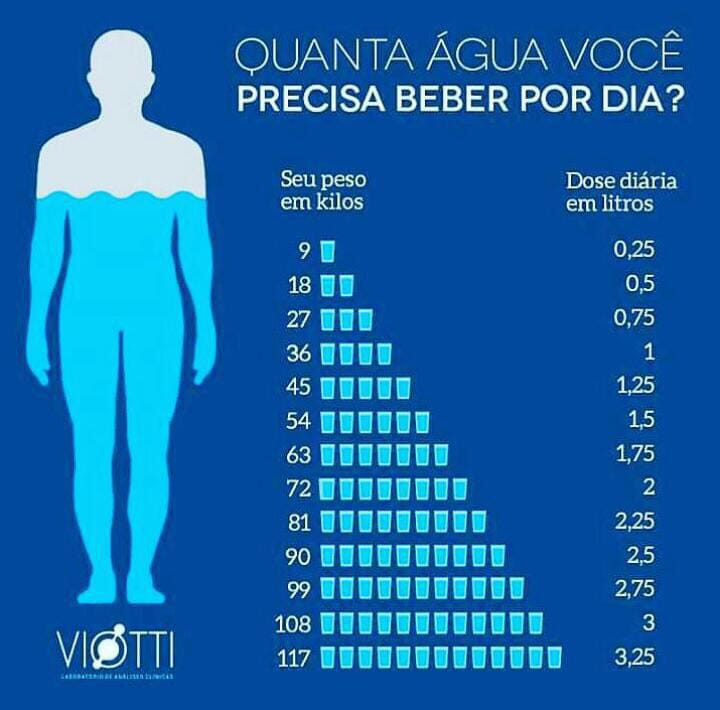 QUANTA ÁGUA VOCÊ
PRECISA BEBER POR DIA?
Seu peso
em kilos
Dose diária
em litros
9 0,25
18 0,5
27 0,75
36 1
45 1,25
54 1,5
63 1,75
72 2
81 2,25
90 2,5
99 2,75
108 3
117 3,25
VIOTTI
LABORATÓRIO DE ANÁLISES CLÍNICAS